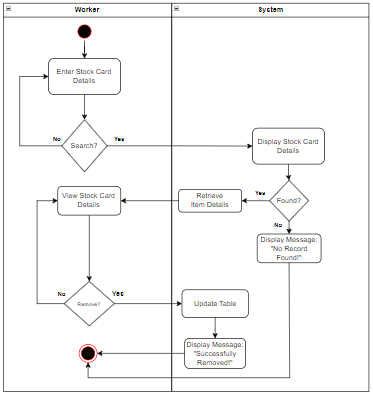 Worker
System
Enter Stock Card
Details
No
Search?
Yes
Display Stock Card
Details
View Stock Card
Details
Retrieve
Item Details
Yes
Found?
No
Display Message:
"No Record
Found!"
No
Remove?
Yes
Update Table
Display Message:
"Successfully
Removed!"